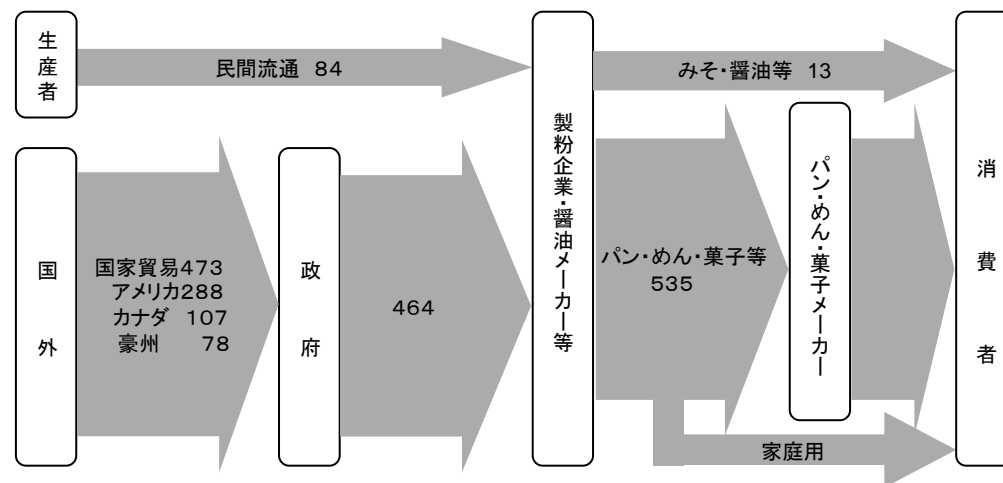 生産者
民間流通 84
みそ・醤油等 13
製粉企業・醤油メーカー等
消費者
国外
国家貿易473
アメリカ288
カナダ 107
豪州 78
政府
464
パン・めん・菓子等
535
パン・めん・菓子メーカー
家庭用